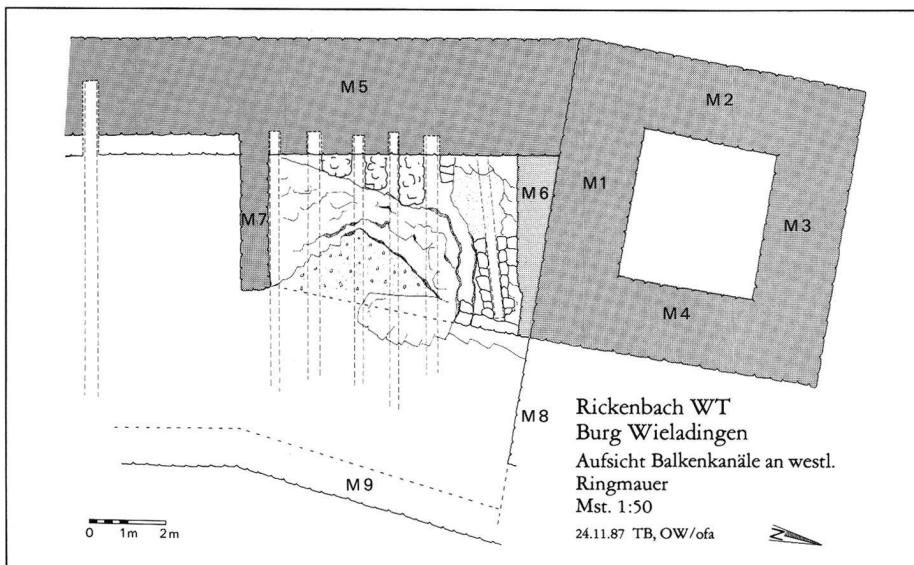 M5
M2
M6
M1
M7
M3
M4
M8
M9
Rickenbach WT
Burg Wieladingen
Aufsicht Balkenkanäle an westl.
Ringmauer
Mst. 1:50
24.11.87 TB, OW/ofa
N
0 1m 2m